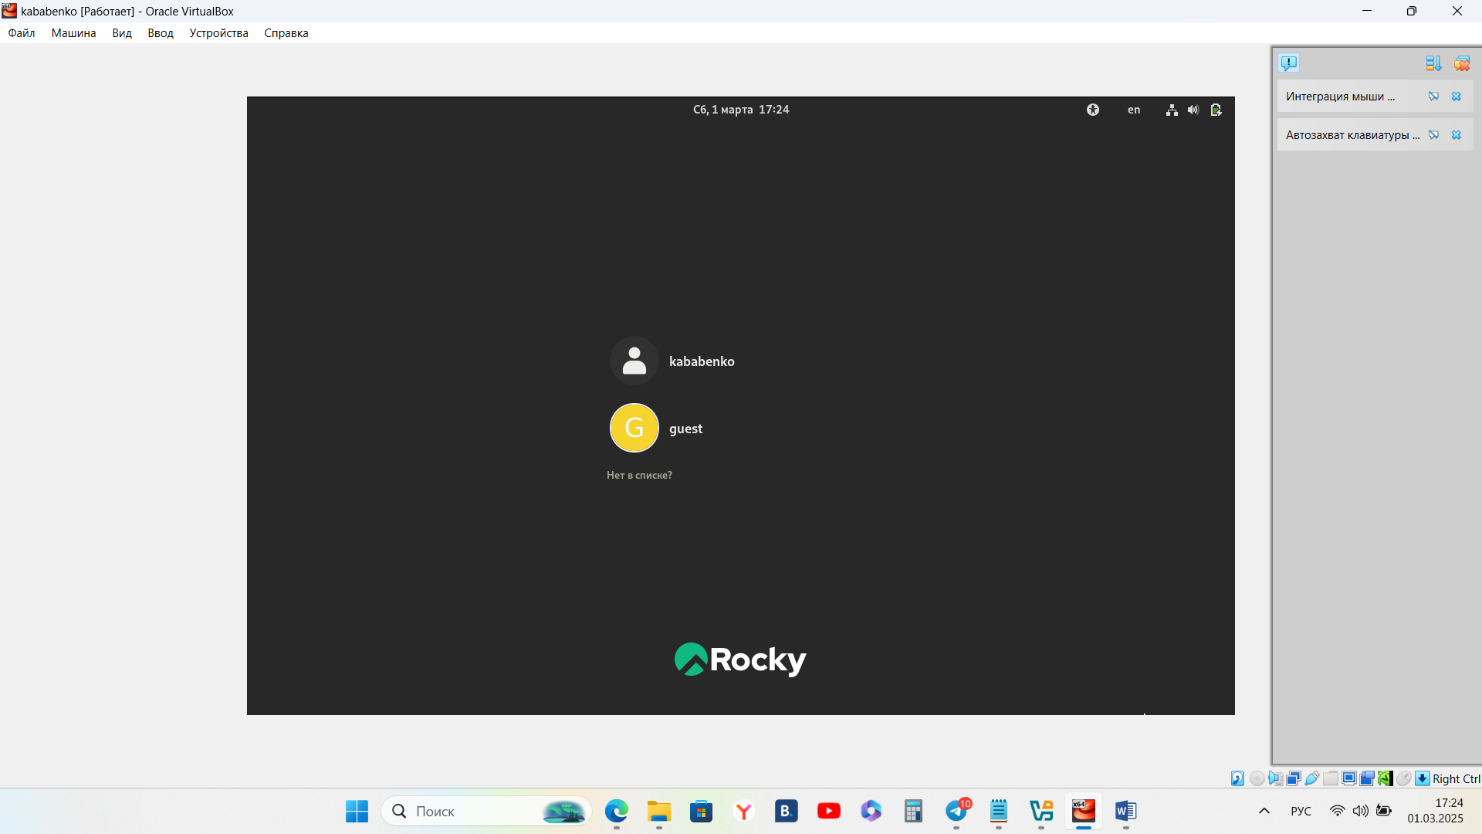 kababenko [Работает] - Oracle VirtualBox
Файл Машина Вид Ввод Устройства Справка
Интеграция мыши ...
Автозахват клавиатуры ...
Сб, 1 марта 17:24
en
kababenko
G guest
Нет в списке?
Rocky
Right Ctrl
Поиск
B.
10
x64
W
РУС
17:24
01.03.2025